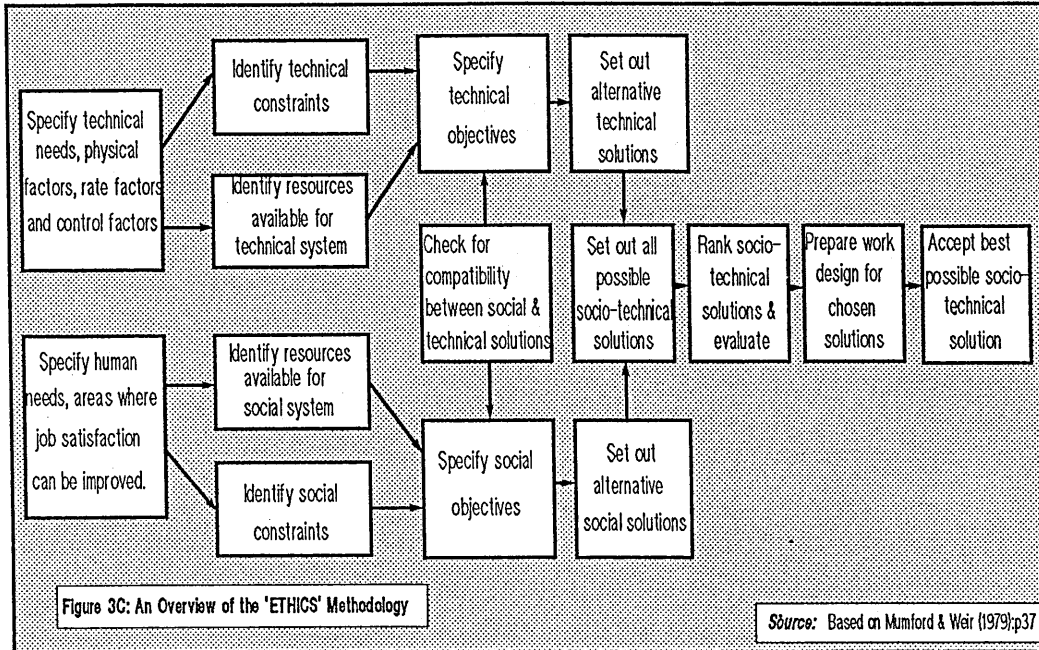 Specify technical
needs, physical
factors, rate factors
and control factors
Identify technical
constraints
Identify resources
available for
technical system
Specify
technical
objectives
Set out
alternative
technical
solutions
Check for
compatibility
between social &
technical solutions
Set out all
possible
socio-technical
solutions
Rank socio-
technical
solutions &
evaluate
Prepare work
design for
chosen
solutions
Accept best
possible socio-
technical
solution
Specify human
needs, areas where
job satisfaction
can be improved.
Identify resources
available for
social system
Identify social
constraints
Specify social
objectives
Set out
alternative
social solutions
Figure 3C: An Overview of the 'ETHICS' Methodology
Source: Based on Mumford & Weir (1979):p37